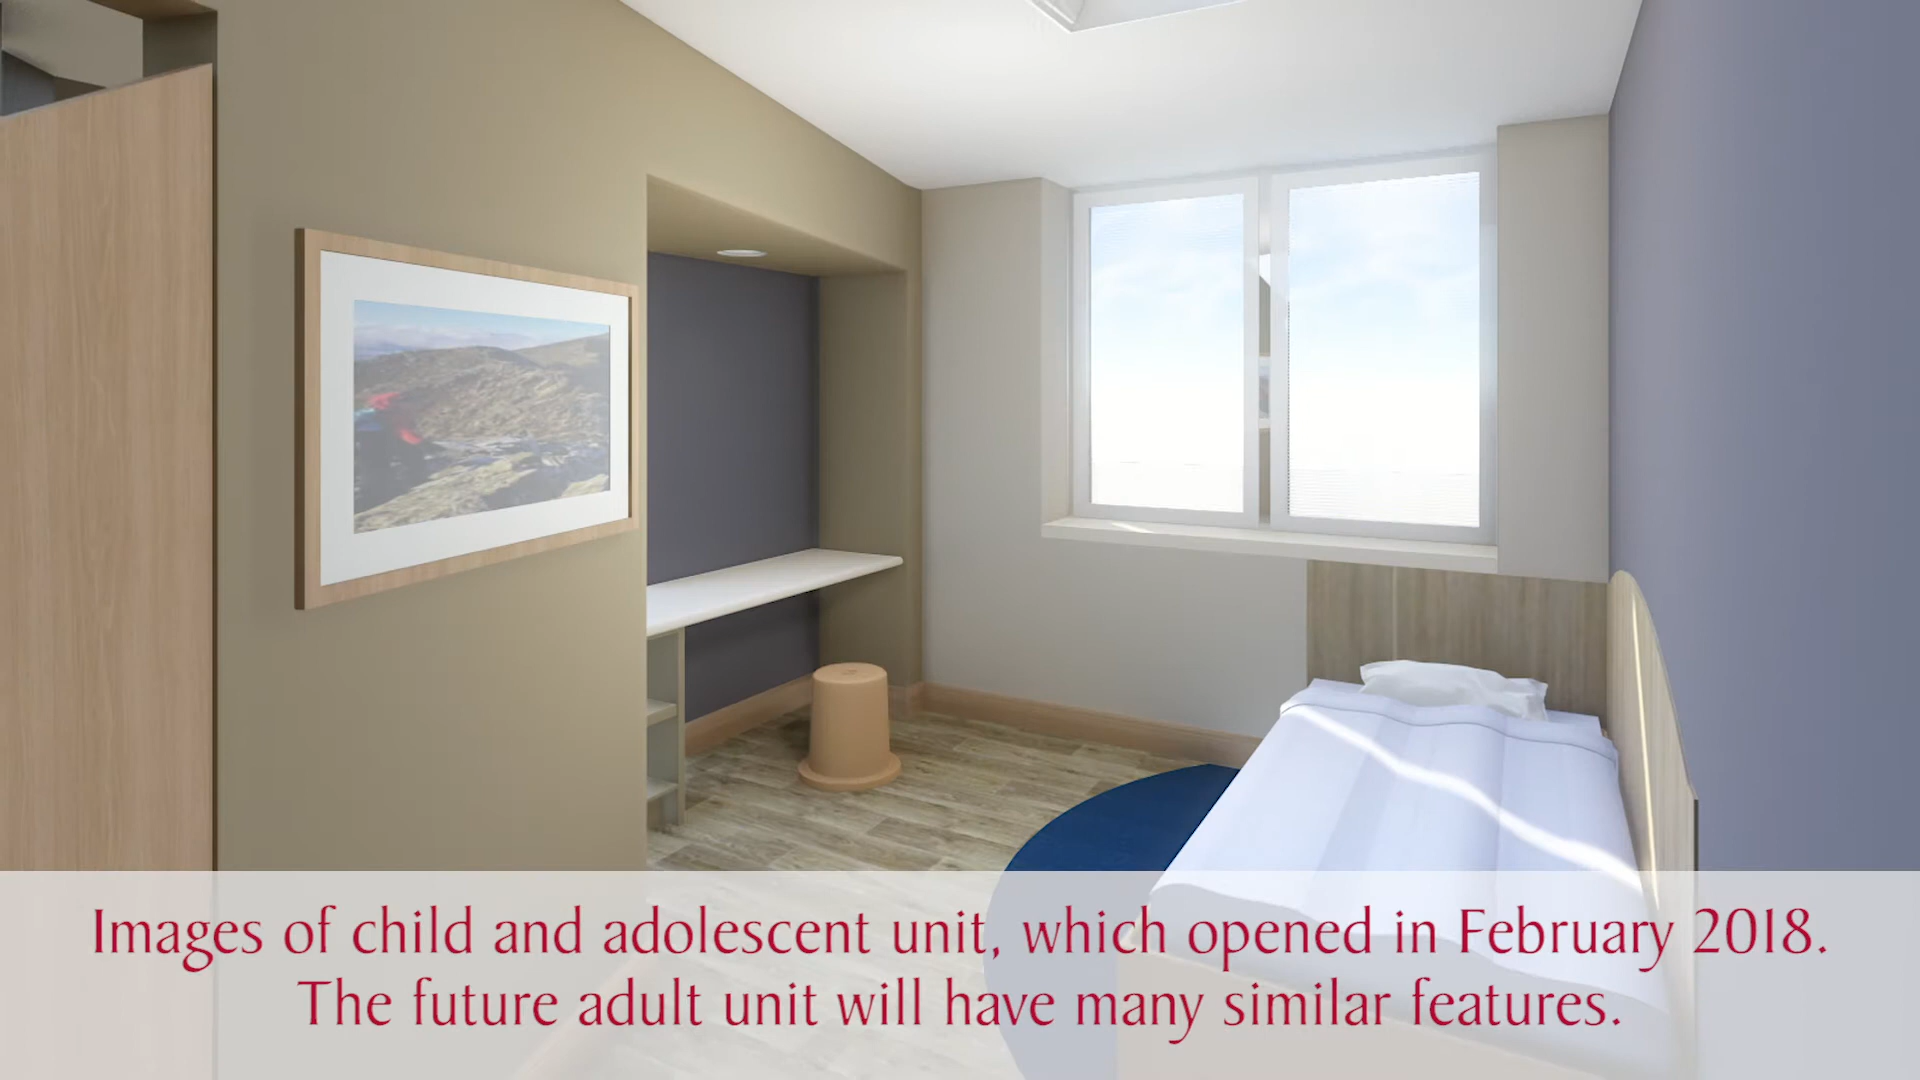 Images of child and adolescent unit, which opened in February 2018.
The future adult unit will have many similar features.